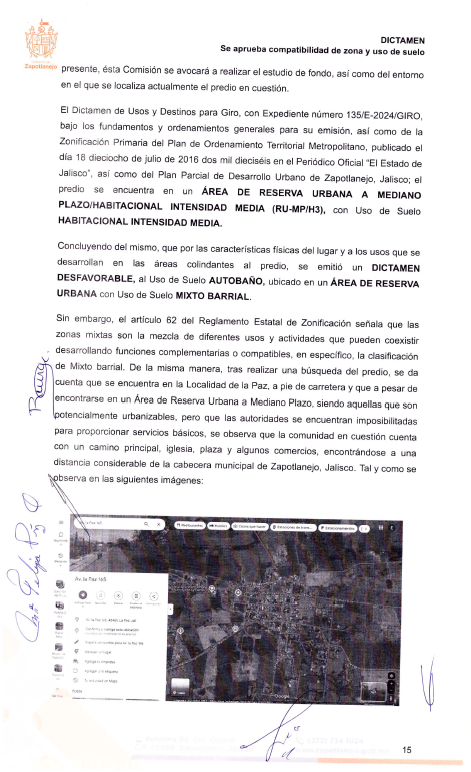 DICTAMEN
Se aprueba compatibilidad de zona y uso de suelo
Zapotlanejo
presente, ésta Comisión se avocará a realizar el estudio de fondo, así como del entorno
en el que se localiza actualmente el predio en cuestión.
El Dictamen de Usos y Destinos para Giro, con Expediente número 135/E-2024/GIRO,
bajo los fundamentos y ordenamientos generales para su emisión, así como de la
Zonificación Primaria del Plan de Ordenamiento Territorial Metropolitano, publicado el
día 18 dieciocho de julio de 2016 dos mil dieciséis en el Periódico Oficial "El Estado de
Jalisco", así como del Plan Parcial de Desarrollo Urbano de Zapotlanejo, Jalisco; el
predio se encuentra en un ÁREA DE RESERVA URBANA A MEDIANO
PLAZO/HABITACIONAL INTENSIDAD MEDIA (RU-MP/H3), con Uso de Suelo
HABITACIONAL INTENSIDAD MEDIA.
Concluyendo del mismo, que por las características físicas del lugar y a los usos que se
desarrollan en las áreas colindantes al predio, se emitió un DICTAMEN
DESFAVORABLE, al Uso de Suelo AUTOBAÑO, ubicado en un ÁREA DE RESERVA
URBANA con Uso de Suelo MIXTO BARRIAL.
Sin embargo, el artículo 62 del Reglamento Estatal de Zonificación señala que las
zonas mixtas son la mezcla de diferentes usos y actividades que pueden coexistir
desarrollando funciones complementarias o compatibles, en específico, la clasificación
de Mixto barrial. De la misma manera, tras realizar una búsqueda del predio, se da
cuenta que se encuentra en la Localidad de la Paz, a pie de carretera y que a pesar de
encontrarse en un Área de Reserva Urbana a Mediano Plazo, siendo aquellas que son
potencialmente urbanizables, pero que las autoridades se encuentran imposibilitadas
para proporcionar servicios básicos, se observa que la comunidad en cuestión cuenta
con un camino principal, iglesia, plaza y algunos comercios, encontrándose a una
distancia considerable de la cabecera municipal de Zapotlanejo, Jalisco. Tal y como se
observa en las siguientes imágenes:
Av. la Paz 165
Restaurantes
Hoteles
Av. la Paz 165
Google
15